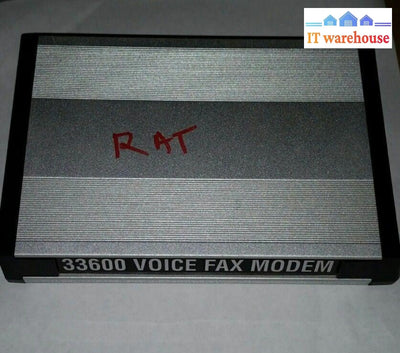 IT warehouse
RAT
33600 VOICE FAX MODEM